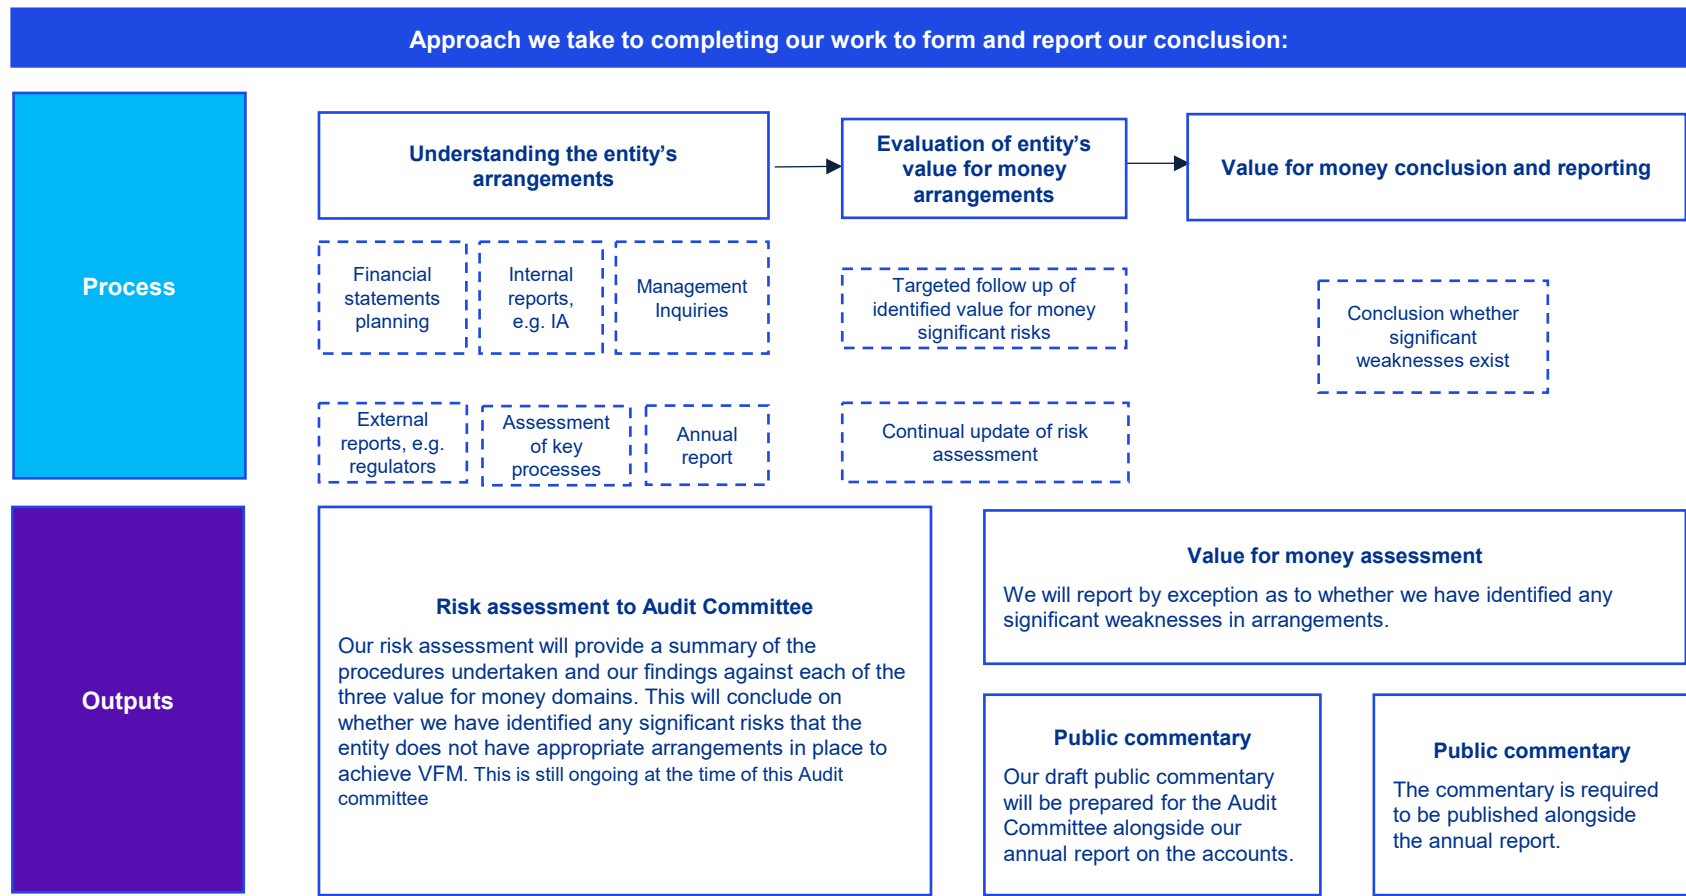 Approach we take to completing our work to form and report our conclusion:
Process
Understanding the entity's
arrangements
Evaluation of entity's
value for money
arrangements
Value for money conclusion and reporting
Financial
statements
planning
Internal
reports,
e.g. IA
Management
Inquiries
Targeted follow up of
identified value for money
significant risks
Conclusion whether
significant
weaknesses exist
External
reports, e.g.
regulators
Assessment
of key
processes
Annual
report
Continual update of risk
assessment
Outputs
Risk assessment to Audit Committee
Our risk assessment will provide a summary of the
procedures undertaken and our findings against each of the
three value for money domains. This will conclude on
whether we have identified any significant risks that the
entity does not have appropriate arrangements in place to
achieve VFM. This is still ongoing at the time of this Audit
committee
Value for money assessment
We will report by exception as to whether we have identified any
significant weaknesses in arrangements.
Public commentary
Our draft public commentary
will be prepared for the Audit
Committee alongside our
annual report on the accounts.
Public commentary
The commentary is required
to be published alongside
the annual report.